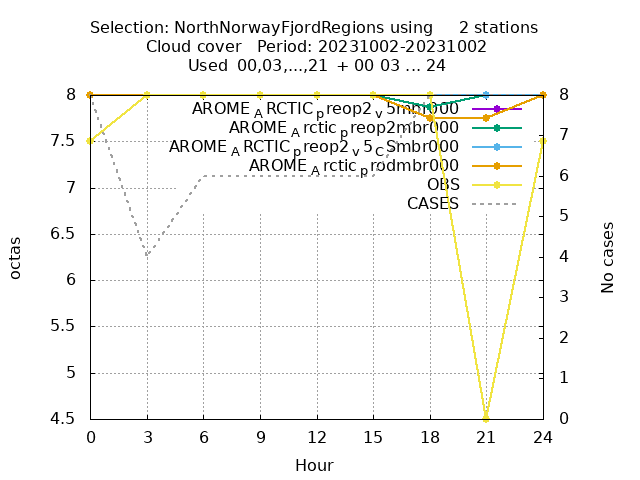 Selection: NorthNorwayFjordRegions using     2 stations
Cloud cover   Period: 20231002-20231002
Used  00,03,...,21  + 00 03 ... 24
8
7.5
7
6.5
6
5.5
5
4.5
octas
AROME_ARCTIC_preop2_v5mbr000
AROME_Arctic_preop2mbr000
AROME_ARCTIC_preop2_v5_CSmbr000
AROME_Arctic_prodmbr000
OBS
CASES
8
7
6
5
4
3
2
1
0
No cases
0 3 6 9 12 15 18 21 24
Hour